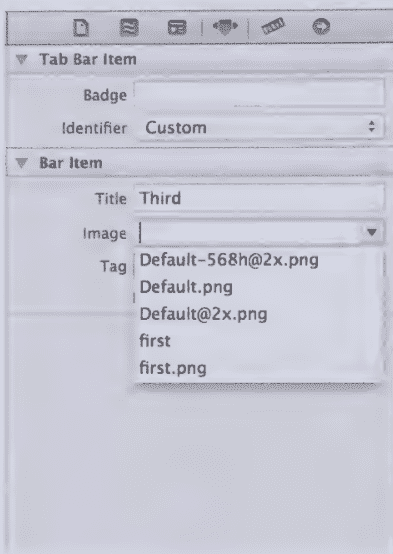 Tab Bar Item
Badge
Identifier Custom
Bar Item
Title Third
Image
Tag
Default-568h@2x.png
Default.png
Default@2x.png
first
first.png